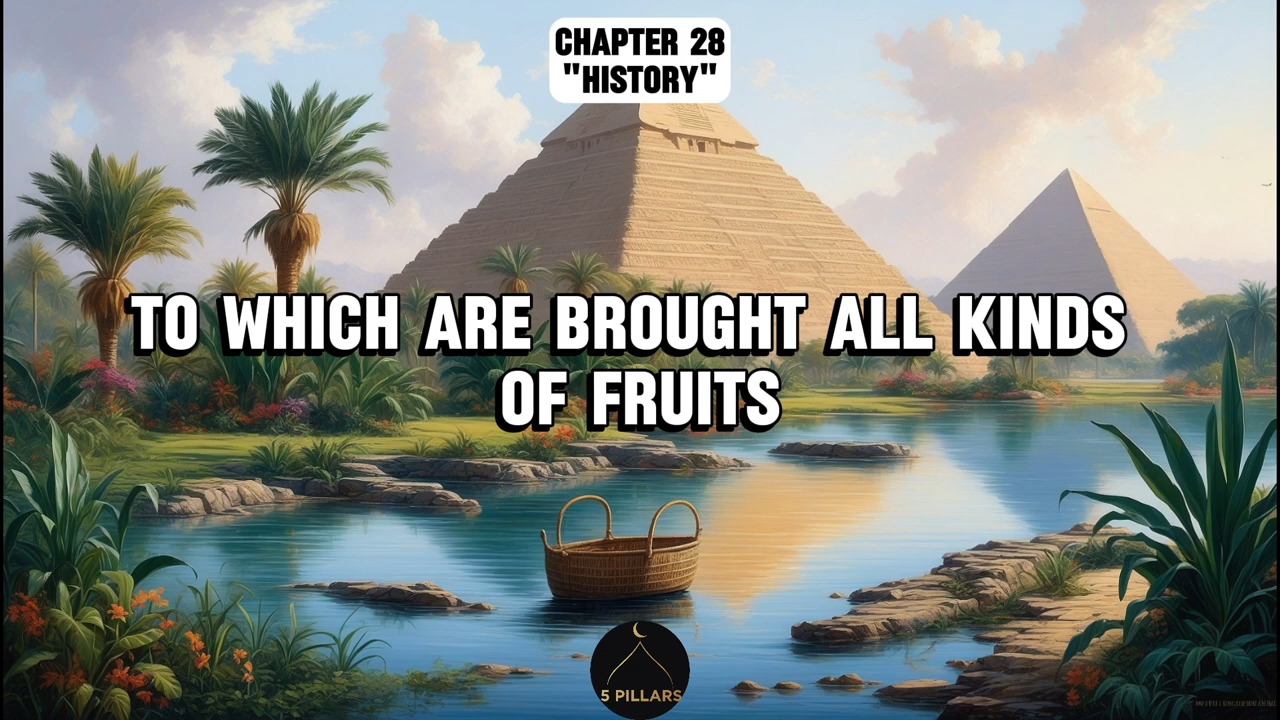 CHAPTER 28
"HISTORY"
TO WHICH ARE BROUGHT ALL KINDS
OF FRUITS
5 PILLARS